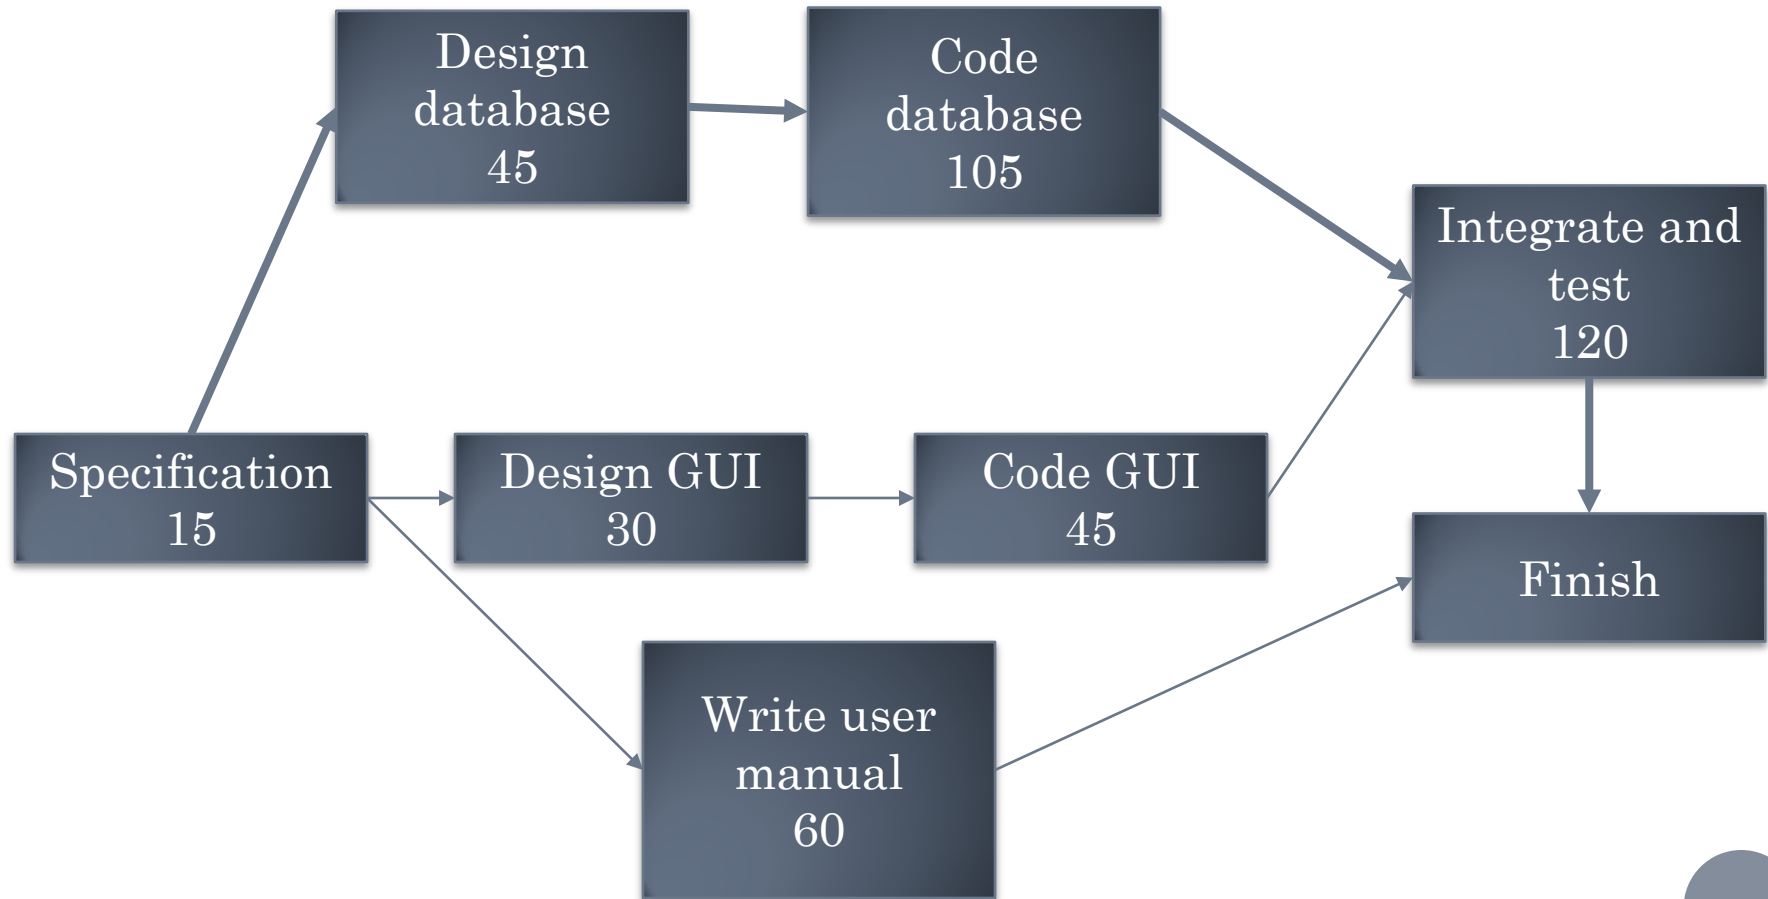 Design
database
45
Code
database
105
Integrate and
test
120
Specification
15
Design GUI
30
Code GUI
45
Finish
Write user
manual
60